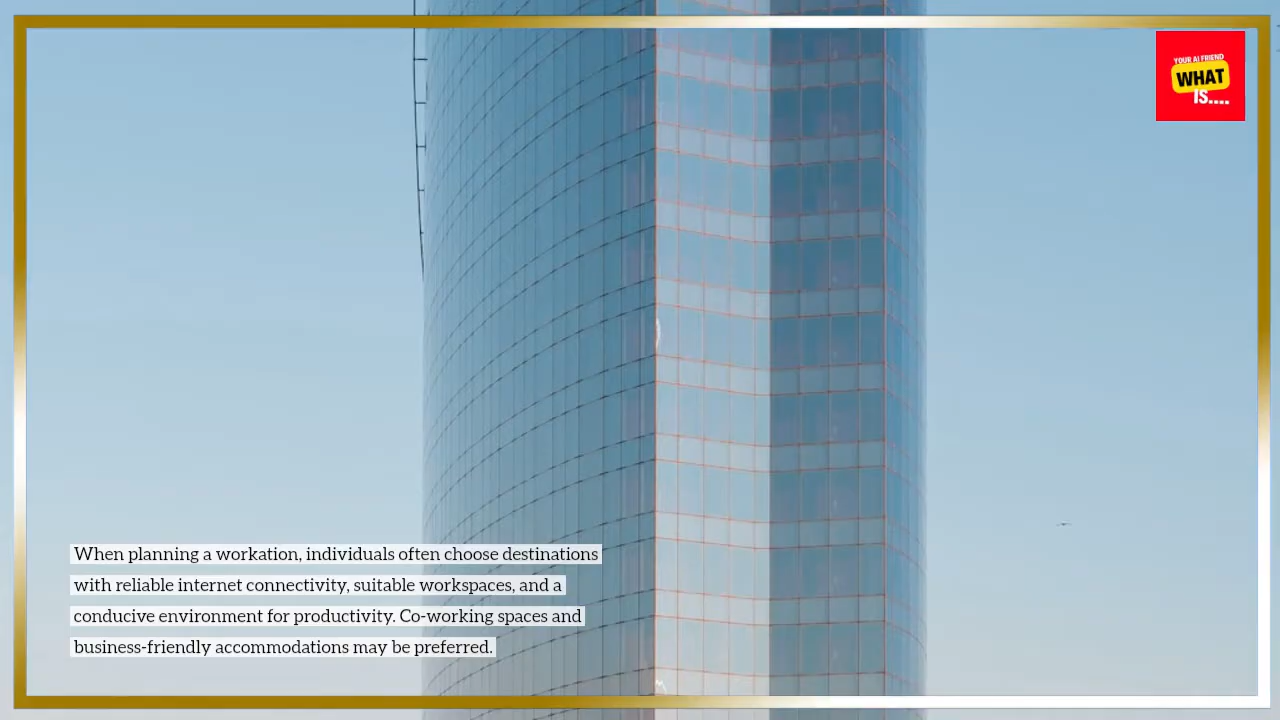 YOUR AI FRIEND
WHAT
IS....
When planning a workation, individuals often choose destinations
with reliable internet connectivity, suitable workspaces, and a
conducive environment for productivity. Co-working spaces and
business-friendly accommodations may be preferred.